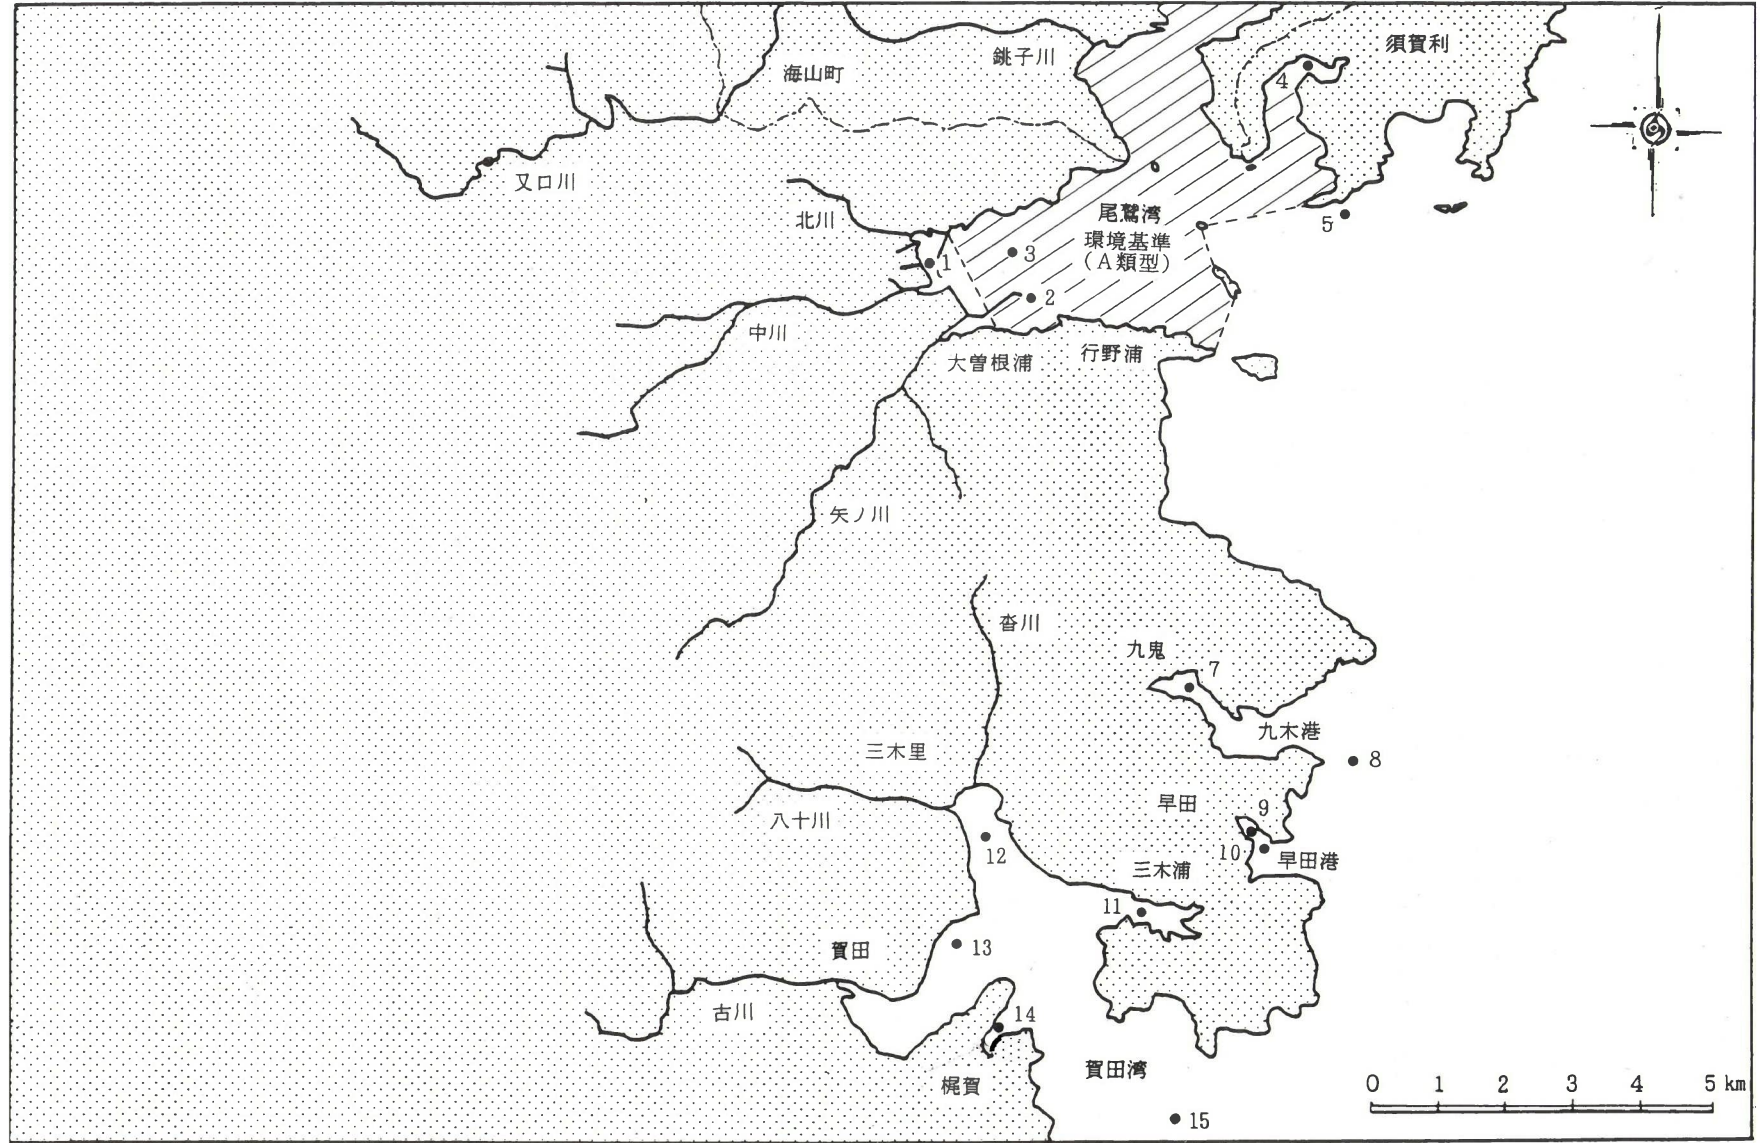 須賀利
銚子川
海山町
4
又口川
北川
尾鷲湾
環境基準
(A類型)
5
1
3
2
中川
大曽根浦
行野浦
矢ノ川
沓川
九鬼
7
九木港
三木里
8
早田
9
八十川
10
早田港
12
三木浦
11
賀田
13
古川
14
賀田湾
梶賀
0 1 2 3 4 5 km
15